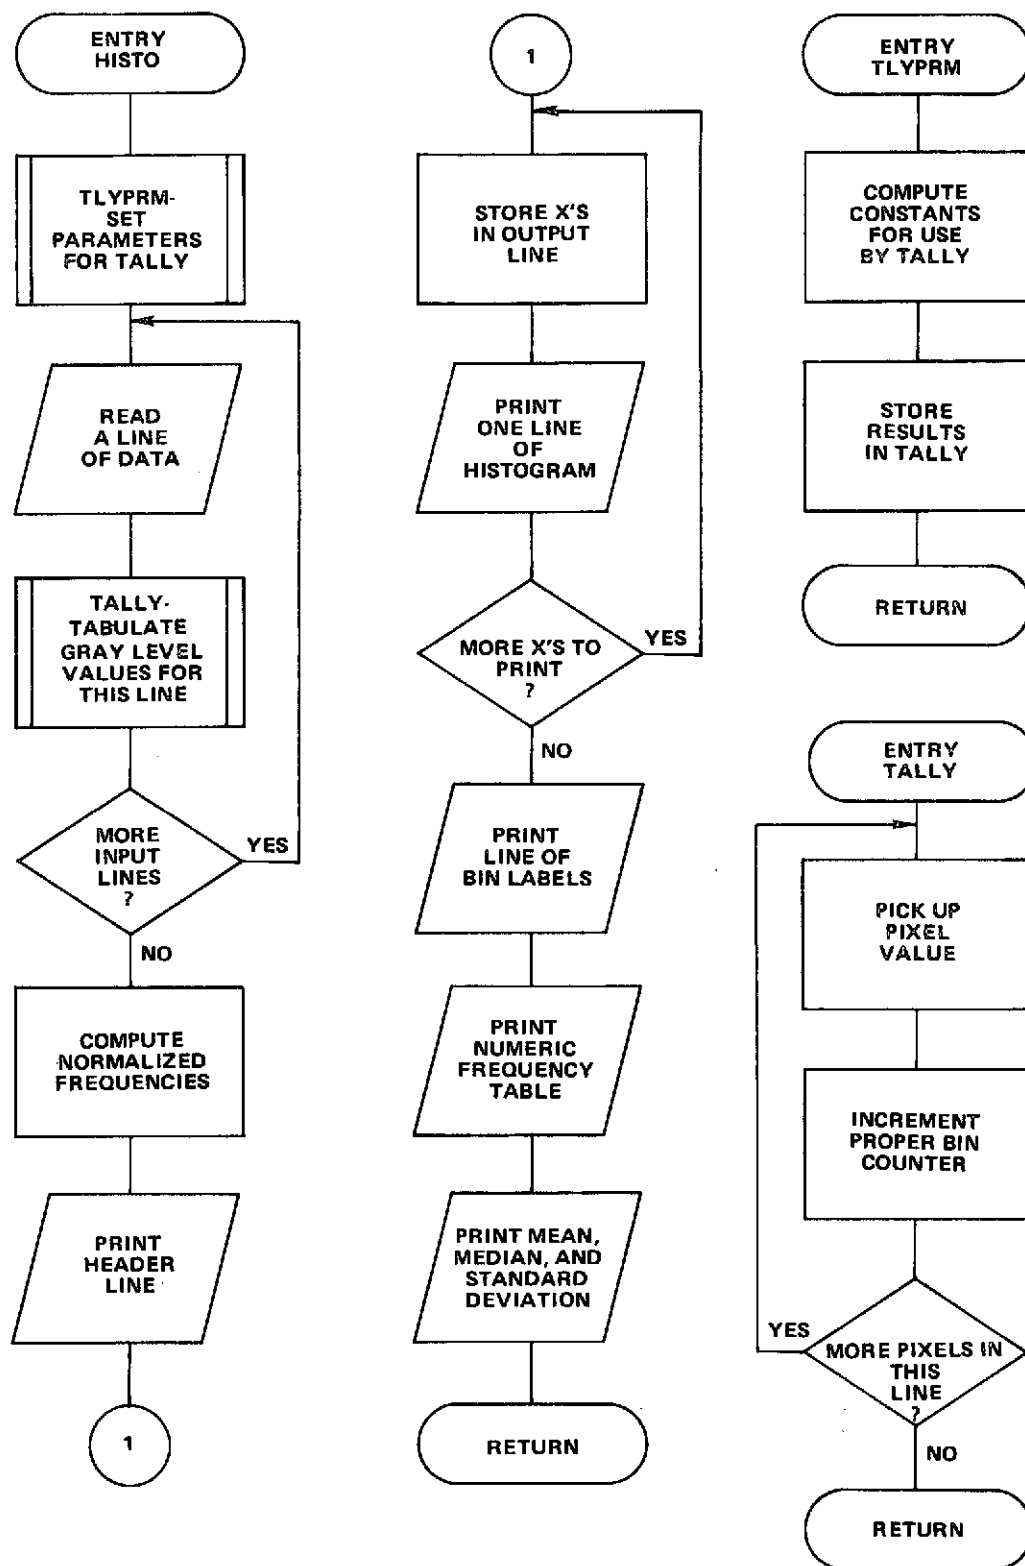 ENTRY
HISTO
TLYPRM-
SET
PARAMETERS
FOR TALLY
READ
A LINE
OF DATA
TALLY-
TABULATE
GRAY LEVEL
VALUES FOR
THIS LINE
MORE
INPUT
LINES
?
YES
NO
COMPUTE
NORMALIZED
FREQUENCIES
PRINT
HEADER
LINE
1
1
STORE X'S
IN OUTPUT
LINE
PRINT
ONE LINE
OF
HISTOGRAM
MORE X'S TO
PRINT
?
YES
NO
PRINT
LINE OF
BIN LABELS
PRINT
NUMERIC
FREQUENCY
TABLE
PRINT MEAN,
MEDIAN, AND
STANDARD
DEVIATION
RETURN
ENTRY
TLYPRM
COMPUTE
CONSTANTS
FOR USE
BY TALLY
STORE
RESULTS
IN TALLY
RETURN
ENTRY
TALLY
PICK UP
PIXEL
VALUE
INCREMENT
PROPER BIN
COUNTER
YES
MORE PIXELS IN
THIS
LINE
?
NO
RETURN